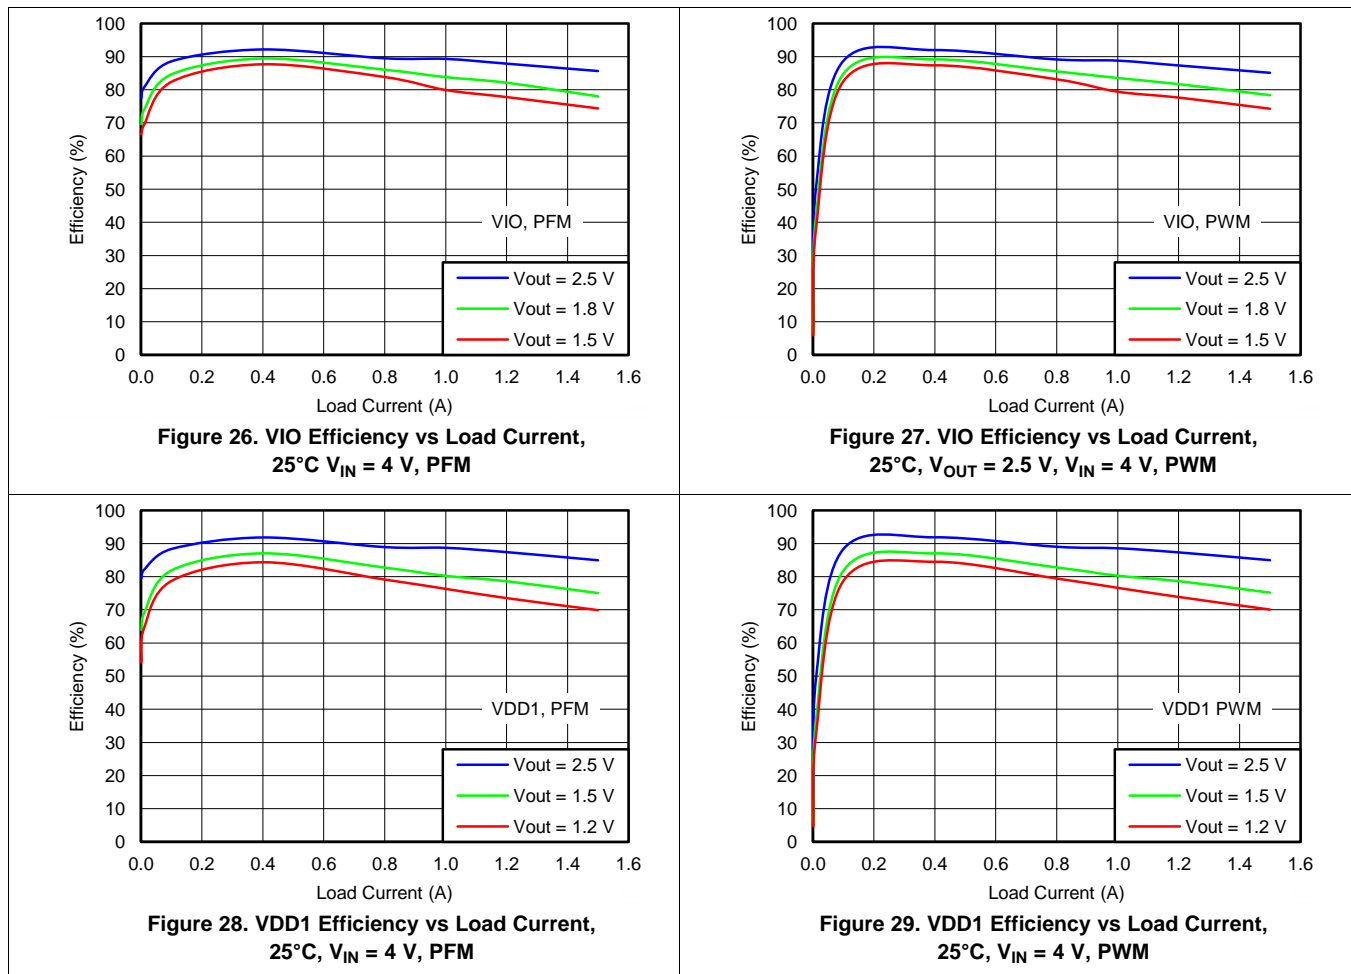 100
90
80
70
60
50
40
30
20
10
0
Efficiency (%)
VIO, PFM
Vout = 2.5 V
Vout = 1.8 V
Vout = 1.5 V
0.0 0.2 0.4 0.6 0.8 1.0 1.2 1.4 1.6
Load Current (A)
Figure 26. VIO Efficiency vs Load Current,
25°C V_IN = 4 V, PFM
100
90
80
70
60
50
40
30
20
10
0
Efficiency (%)
VIO, PWM
Vout = 2.5 V
Vout = 1.8 V
Vout = 1.5 V
0.0 0.2 0.4 0.6 0.8 1.0 1.2 1.4 1.6
Load Current (A)
Figure 27. VIO Efficiency vs Load Current,
25°C, V_OUT = 2.5 V, V_IN = 4 V, PWM
100
90
80
70
60
50
40
30
20
10
0
Efficiency (%)
VDD1, PFM
Vout = 2.5 V
Vout = 1.5 V
Vout = 1.2 V
0.0 0.2 0.4 0.6 0.8 1.0 1.2 1.4 1.6
Load Current (A)
Figure 28. VDD1 Efficiency vs Load Current,
25°C, V_IN = 4 V, PFM
100
90
80
70
60
50
40
30
20
10
0
Efficiency (%)
VDD1 PWM
Vout = 2.5 V
Vout = 1.5 V
Vout = 1.2 V
0.0 0.2 0.4 0.6 0.8 1.0 1.2 1.4 1.6
Load Current (A)
Figure 29. VDD1 Efficiency vs Load Current,
25°C, V_IN = 4 V, PWM